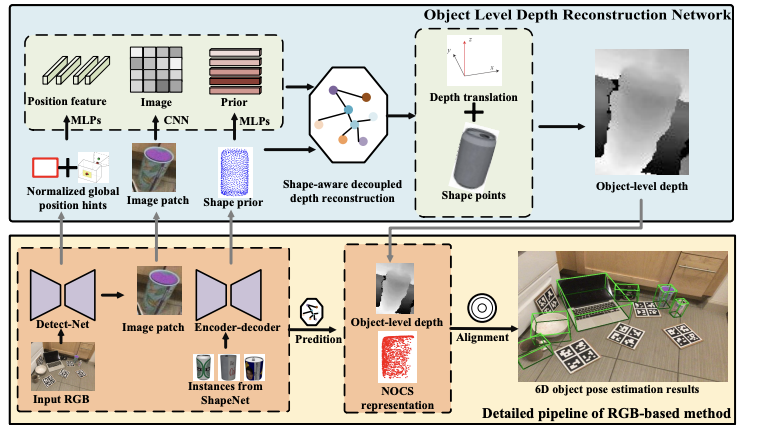 Object Level Depth Reconstruction Network
Position feature
Image
Prior
MLPs
CNN
MLPs
Normalized global
position hints
Image patch
Shape prior
Shape-aware decoupled
depth reconstruction
z
y
x
Depth translation
Shape points
Object-level depth
Detect-Net
Image patch
Encoder-decoder
Input RGB
Instances from
ShapeNet
Predition
Object-level depth
NOCS
representation
Alignment
6D object pose estimation results
Detailed pipeline of RGB-based method